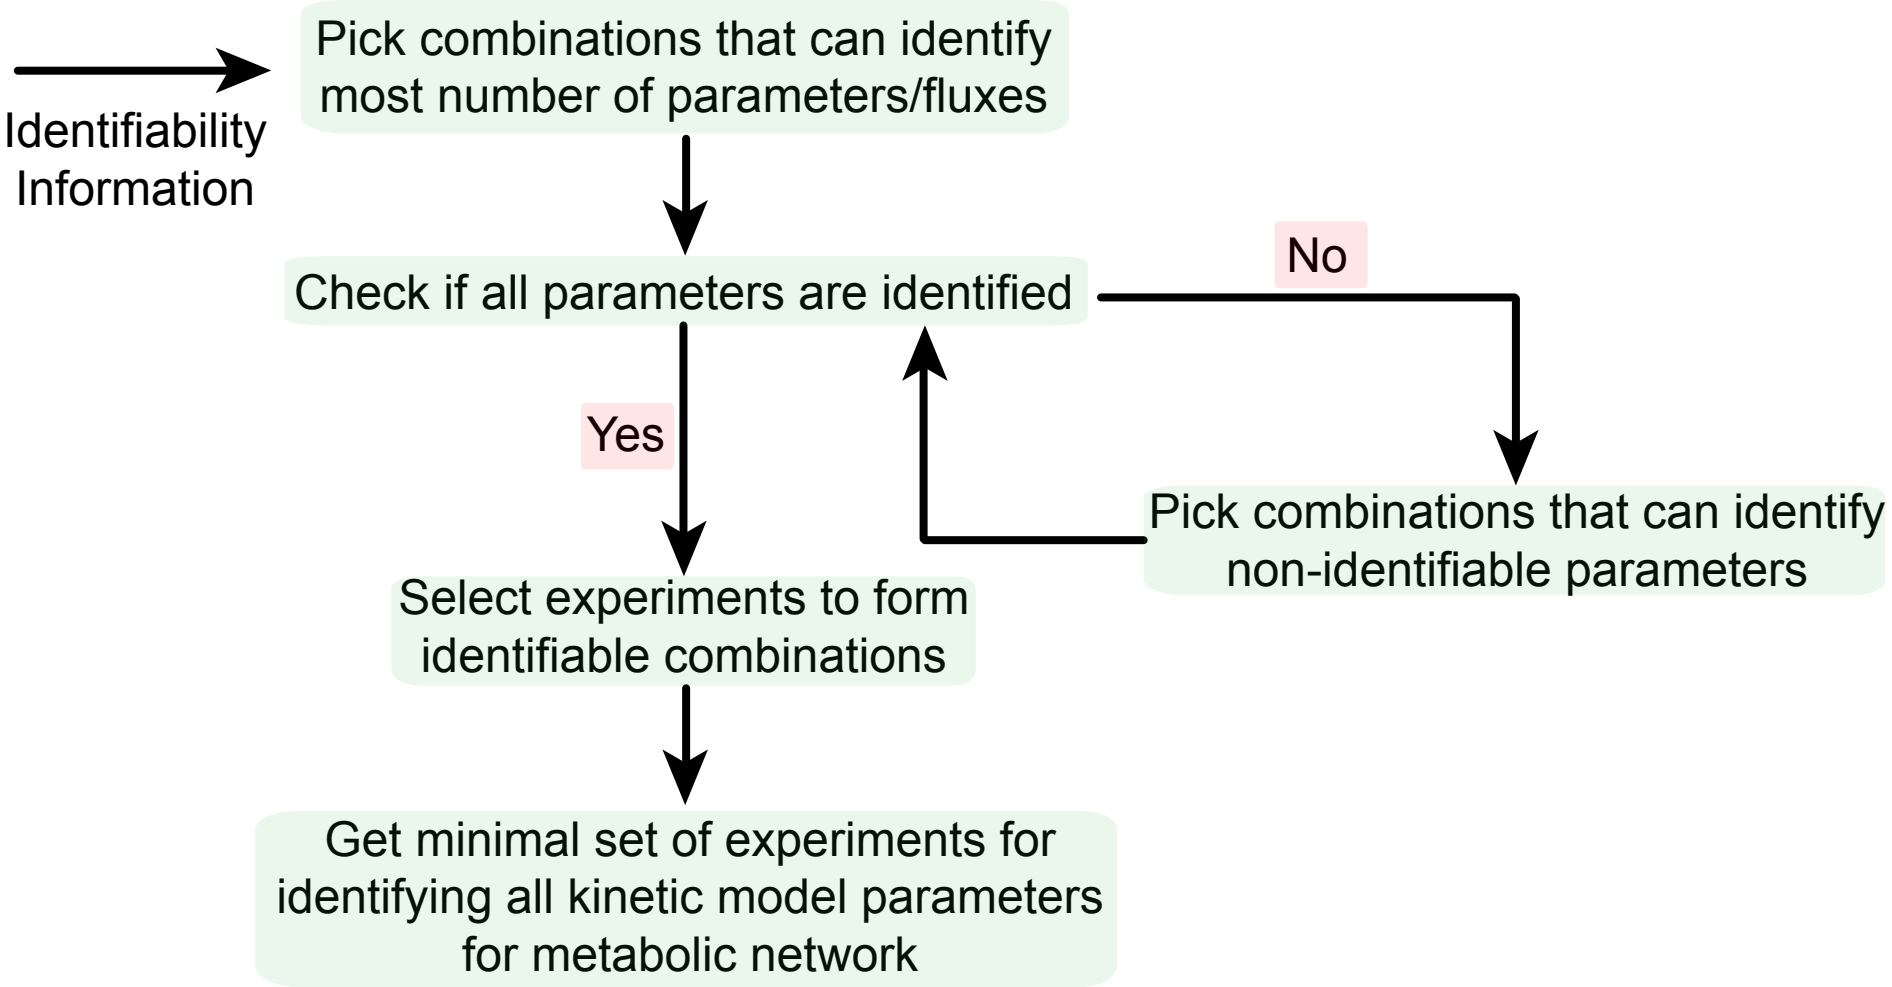 Pick combinations that can identify
most number of parameters/fluxes
Identifiability
Information
No
Check if all parameters are identified
Yes
Pick combinations that can identify
non-identifiable parameters
Select experiments to form
identifiable combinations
Get minimal set of experiments for
identifying all kinetic model parameters
for metabolic network